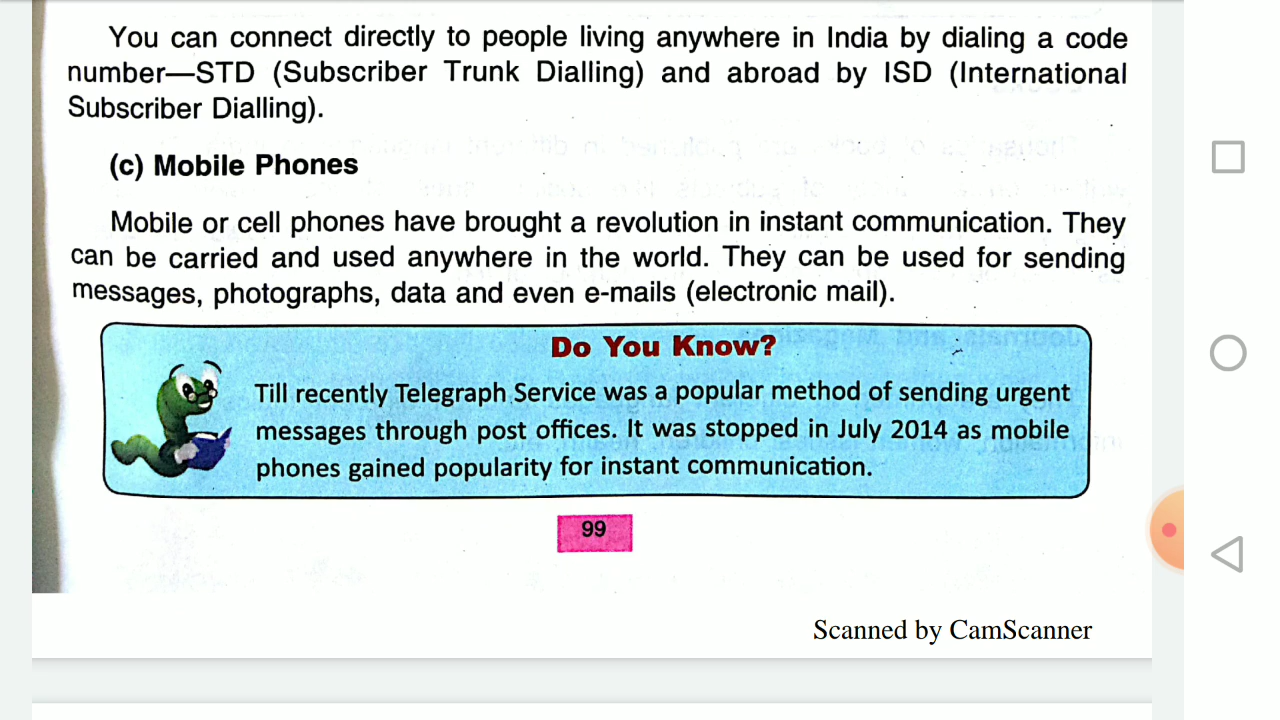 You can connect directly to people living anywhere in India by dialing a code
number—STD (Subscriber Trunk Dialling) and abroad by ISD (International
Subscriber Dialling).
(c) Mobile Phones
Mobile or cell phones have brought a revolution in instant communication. They
can be carried and used anywhere in the world. They can be used for sending
messages, photographs, data and even e-mails (electronic mail).
Do You Know?
Till recently Telegraph Service was a popular method of sending urgent
messages through post offices. It was stopped in July 2014 as mobile
phones gained popularity for instant communication.
99
Scanned by CamScanner